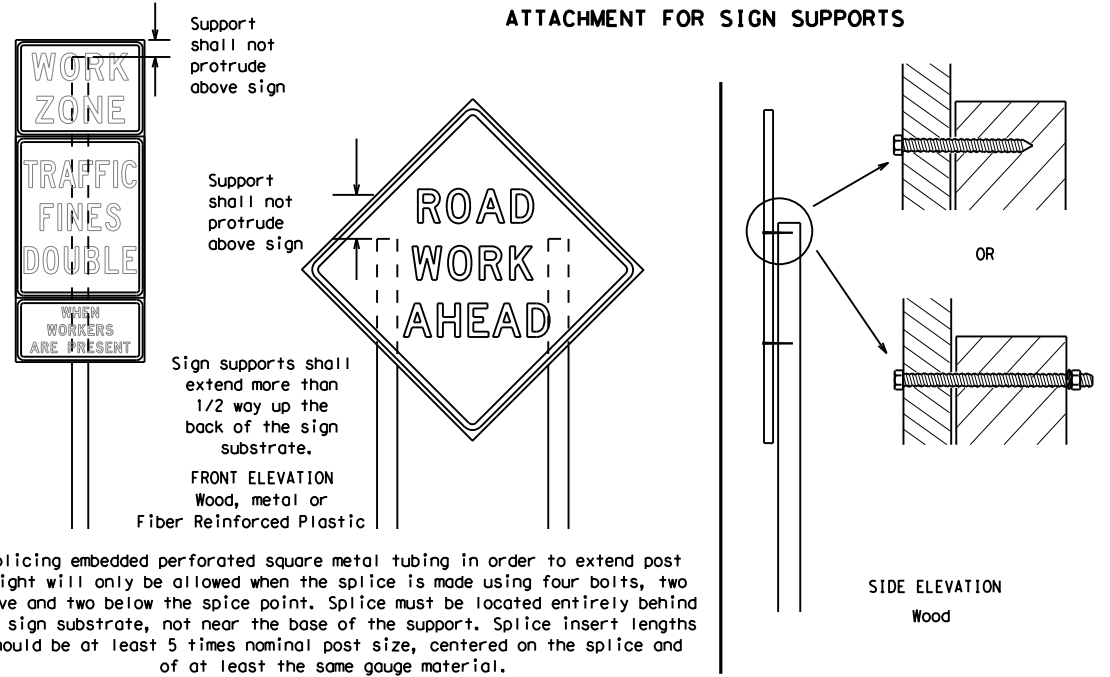 ATTACHMENT FOR SIGN SUPPORTS
Support
shall not
protrude
above sign
WORK
ZONE
TRAFFIC
FINES
DOUBLE
WHEN
WORKERS
ARE PRESENT
Support
shall not
protrude
above sign
ROAD
WORK
AHEAD
Sign supports shall
extend more than
1/2 way up the
back of the sign
substrate.
FRONT ELEVATION
Wood, metal or
Fiber Reinforced Plastic
OR
SIDE ELEVATION
Wood
plicing embedded perforated square metal tubing in order to extend post
ight will only be allowed when the splice is made using four bolts, two
ve and two below the spice point. Splice must be located entirely behind
sign substrate, not near the base of the support. Splice insert lengths
ould be at least 5 times nominal post size, centered on the splice and
of at least the same gauge material.